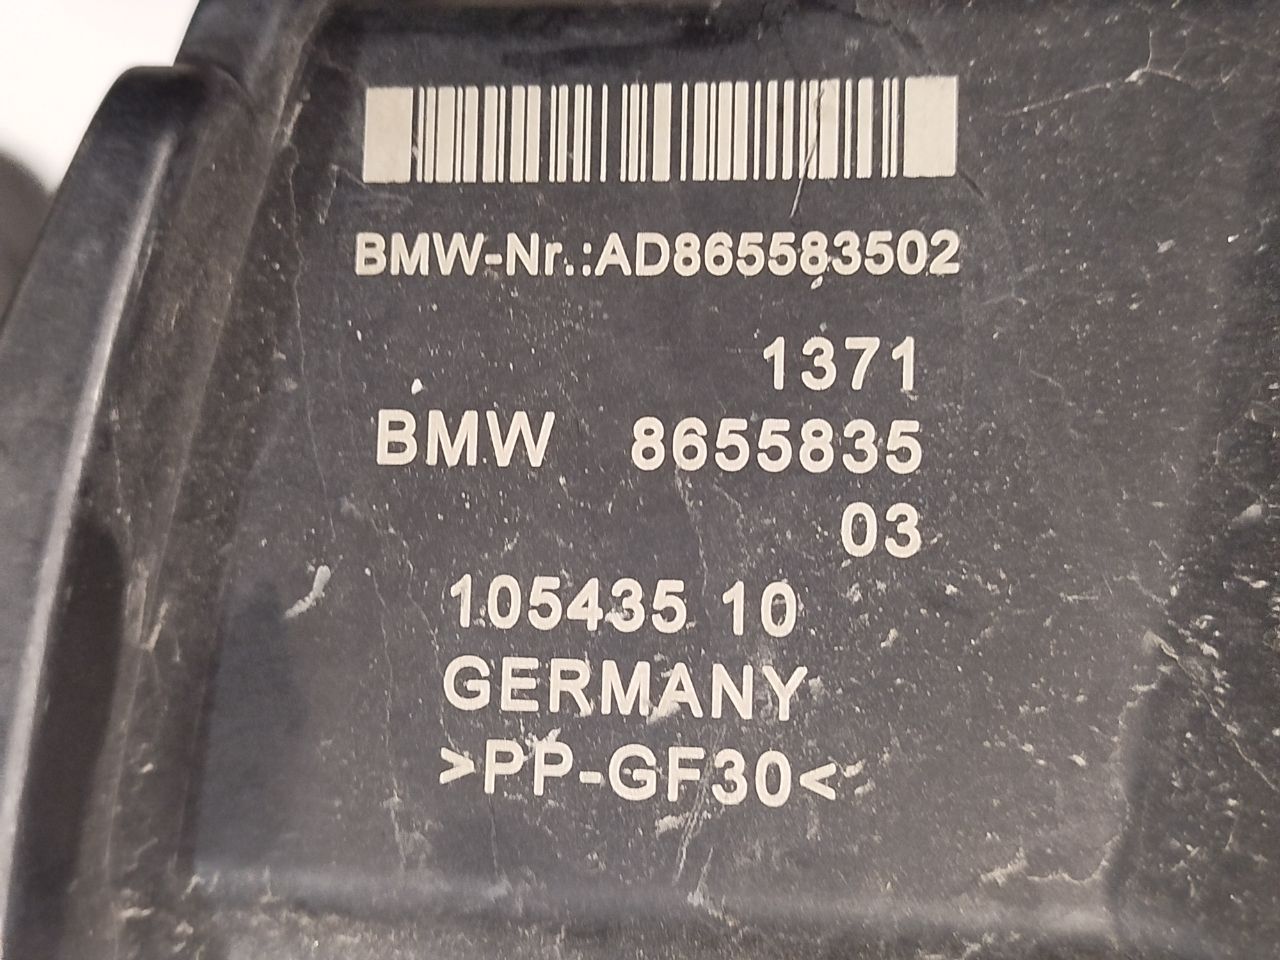 BMW-Nr.:AD865583502
1371
BMW 8655835
03
105435 10
GERMANY
>PP-GF30<